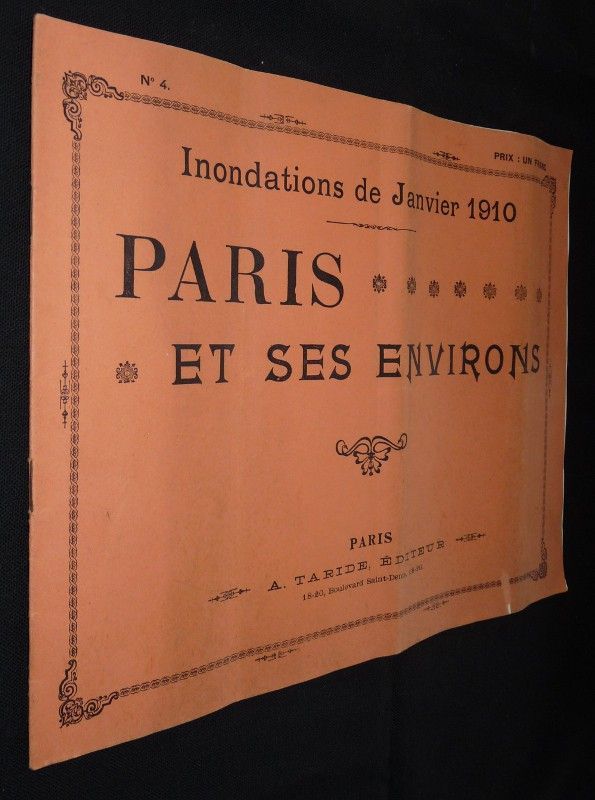 N° 4.
PRIX : UN FRANC
Inondations de Janvier 1910
PARIS
ET SES ENVIRONS
PARIS
A. TARIDE, ÉDITEUR
18-20, Boulevard Saint-Denis, 18-20